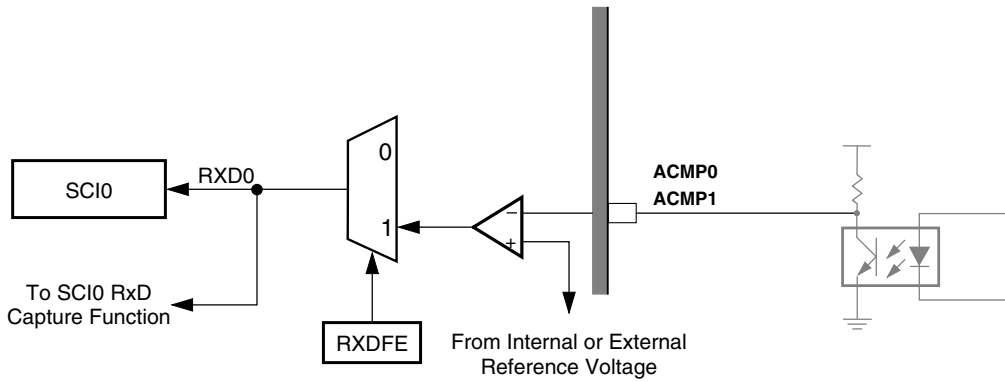 0
ACMP0
RXD0
ACMP1
SCI0
1
−
+
To SCI0 RxD
Capture Function
RXDFE
From Internal or External
Reference Voltage